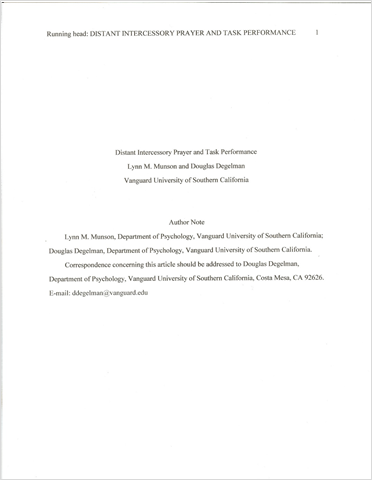 Running head: DISTANT INTERCESSORY PRAYER AND TASK PERFORMANCE 1
Distant Intercessory Prayer and Task Performance
Lynn M. Munson and Douglas Degelman
Vanguard University of Southern California
Author Note
Lynn M. Munson, Department of Psychology, Vanguard University of Southern California;
Douglas Degelman, Department of Psychology, Vanguard University of Southern California.
Correspondence concerning this article should be addressed to Douglas Degelman,
Department of Psychology, Vanguard University of Southern California, Costa Mesa, CA 92626.
E-mail: ddegelman@vanguard.edu